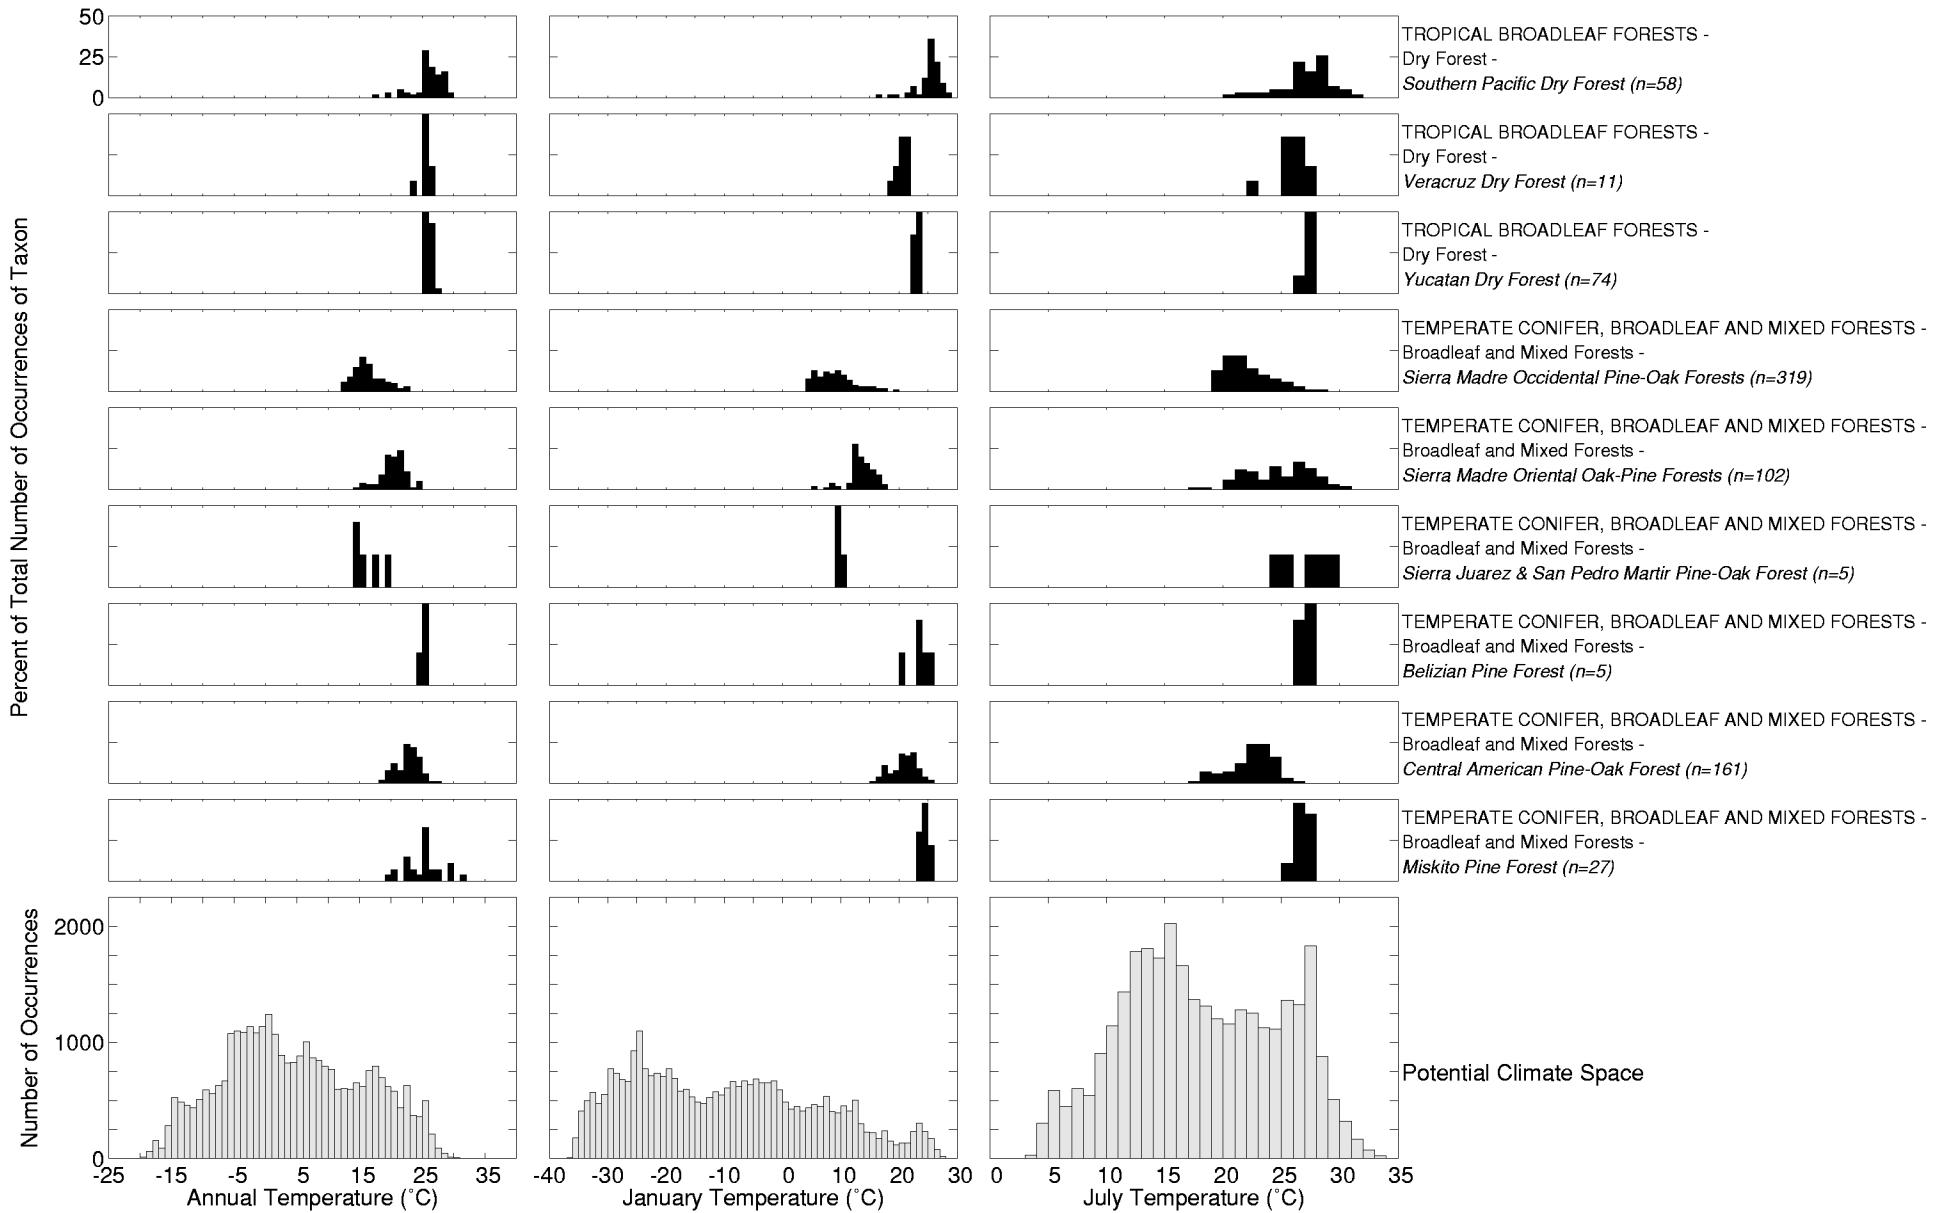 50
25
0
TROPICAL BROADLEAF FORESTS -
Dry Forest -
Southern Pacific Dry Forest (n=58)
TROPICAL BROADLEAF FORESTS -
Dry Forest -
Veracruz Dry Forest (n=11)
TROPICAL BROADLEAF FORESTS -
Dry Forest -
Yucatan Dry Forest (n=74)
TEMPERATE CONIFER, BROADLEAF AND MIXED FORESTS -
Broadleaf and Mixed Forests -
Sierra Madre Occidental Pine-Oak Forests (n=319)
TEMPERATE CONIFER, BROADLEAF AND MIXED FORESTS -
Broadleaf and Mixed Forests -
Sierra Madre Oriental Oak-Pine Forests (n=102)
TEMPERATE CONIFER, BROADLEAF AND MIXED FORESTS -
Broadleaf and Mixed Forests -
Sierra Juarez & San Pedro Martir Pine-Oak Forest (n=5)
TEMPERATE CONIFER, BROADLEAF AND MIXED FORESTS -
Broadleaf and Mixed Forests -
Belizian Pine Forest (n=5)
TEMPERATE CONIFER, BROADLEAF AND MIXED FORESTS -
Broadleaf and Mixed Forests -
Central American Pine-Oak Forest (n=161)
TEMPERATE CONIFER, BROADLEAF AND MIXED FORESTS -
Broadleaf and Mixed Forests -
Miskito Pine Forest (n=27)
Percent of Total Number of Occurrences of Taxon
Number of Occurrences
2000
1000
0
Potential Climate Space
-25 -15 -5 5 15 25 35
Annual Temperature (˚C)
-40 -30 -20 -10 0 10 20 30
January Temperature (˚C)
0 5 10 15 20 25 30 35
July Temperature (˚C)